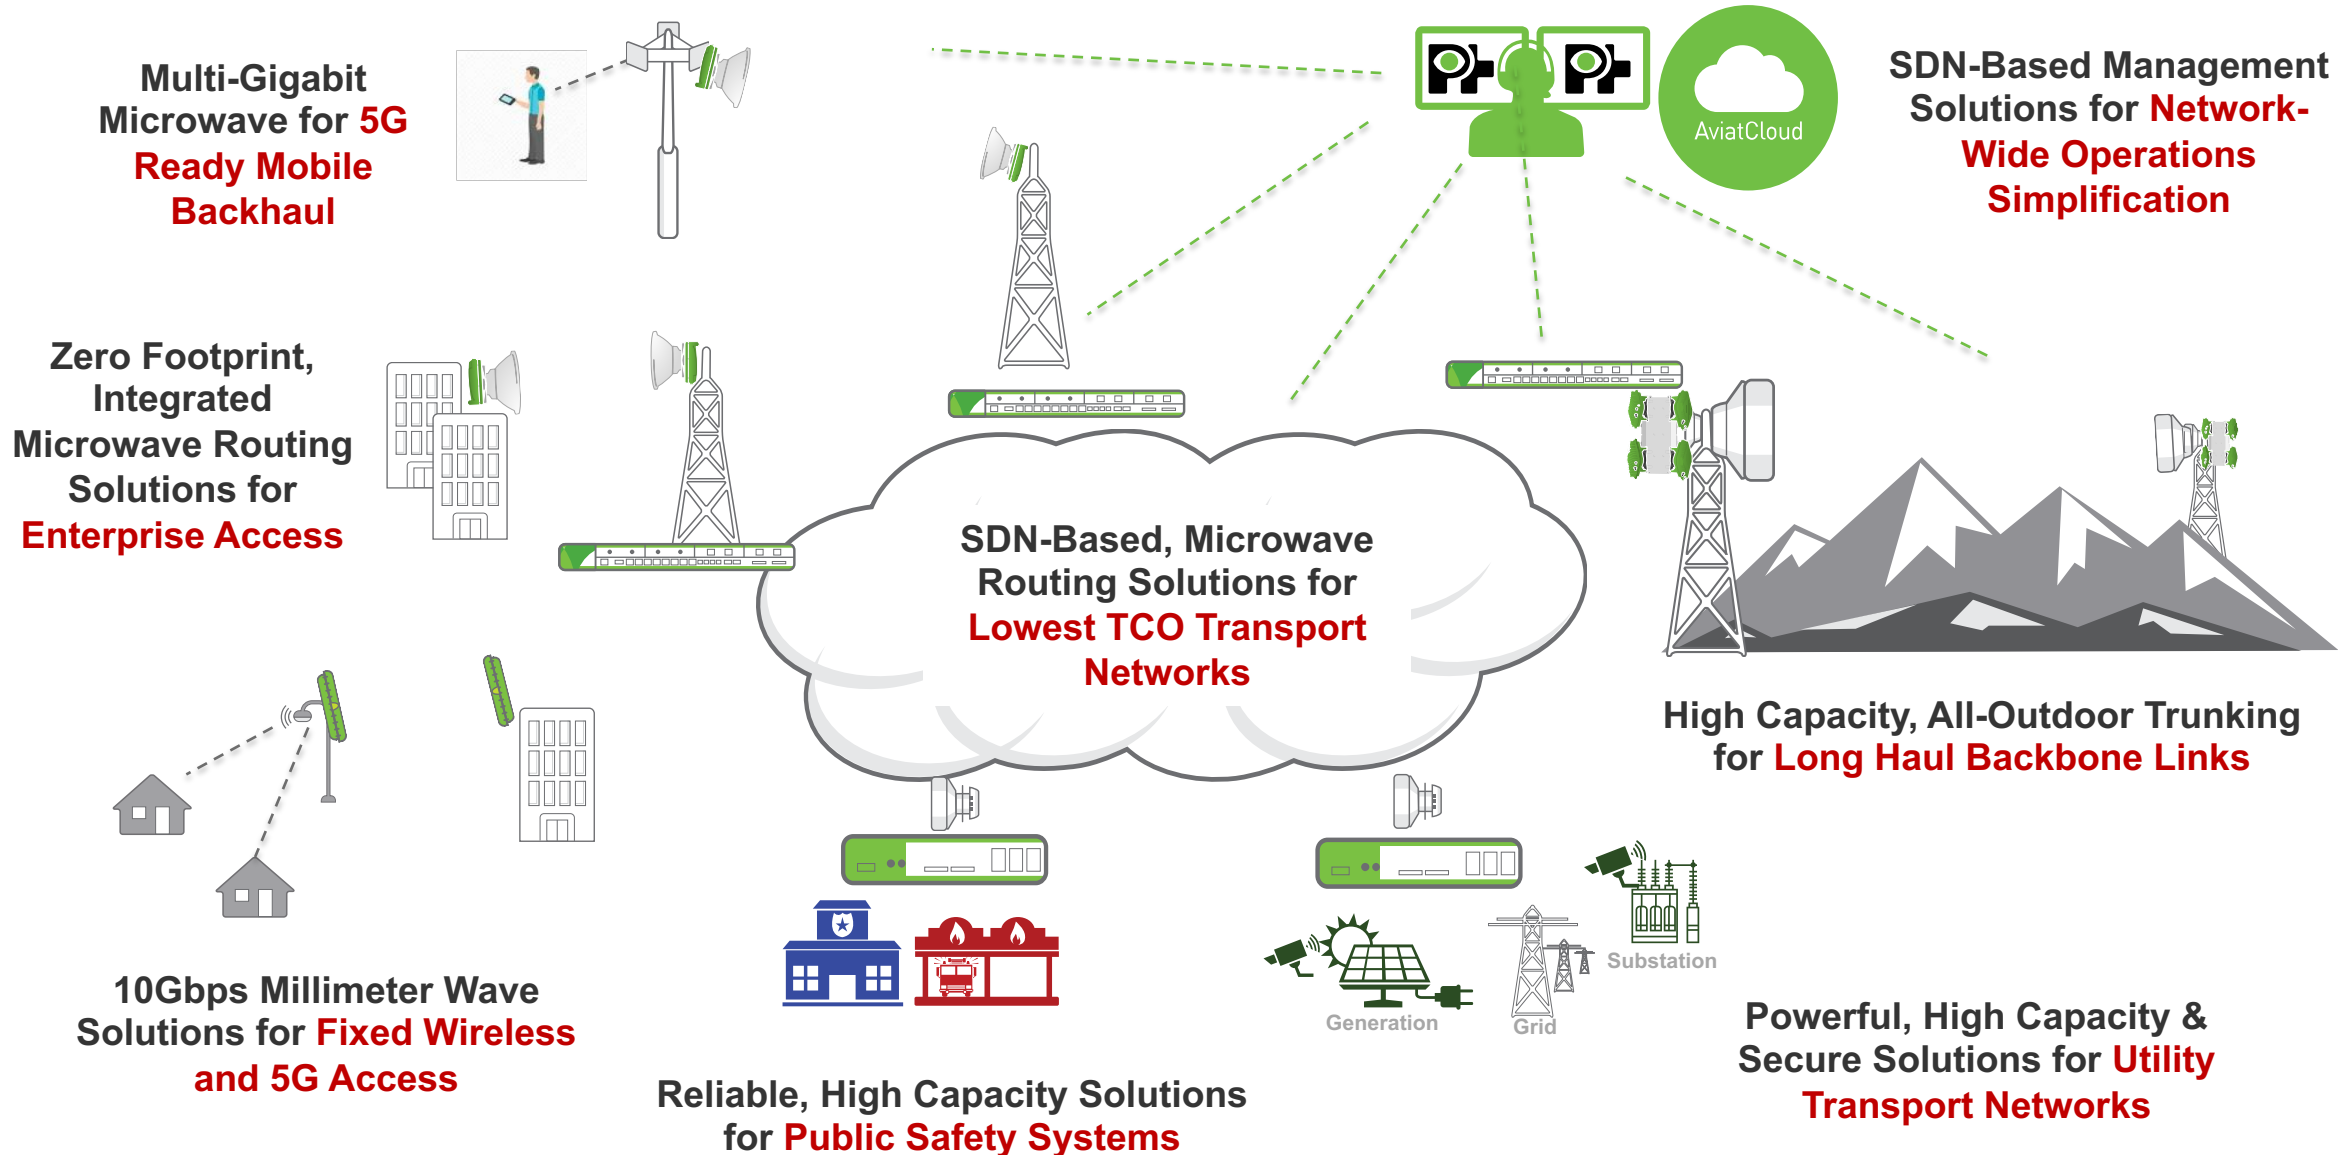 Multi-Gigabit
Microwave for 5G
Ready Mobile
Backhaul
AviatCloud
SDN-Based Management
Solutions for Network-
Wide Operations
Simplification
Zero Footprint,
Integrated
Microwave Routing
Solutions for
Enterprise Access
SDN-Based, Microwave
Routing Solutions for
Lowest TCO Transport
Networks
High Capacity, All-Outdoor Trunking
for Long Haul Backbone Links
10Gbps Millimeter Wave
Solutions for Fixed Wireless
and 5G Access
Reliable, High Capacity Solutions
for Public Safety Systems
Generation
Grid
Substation
Powerful, High Capacity &
Secure Solutions for Utility
Transport Networks